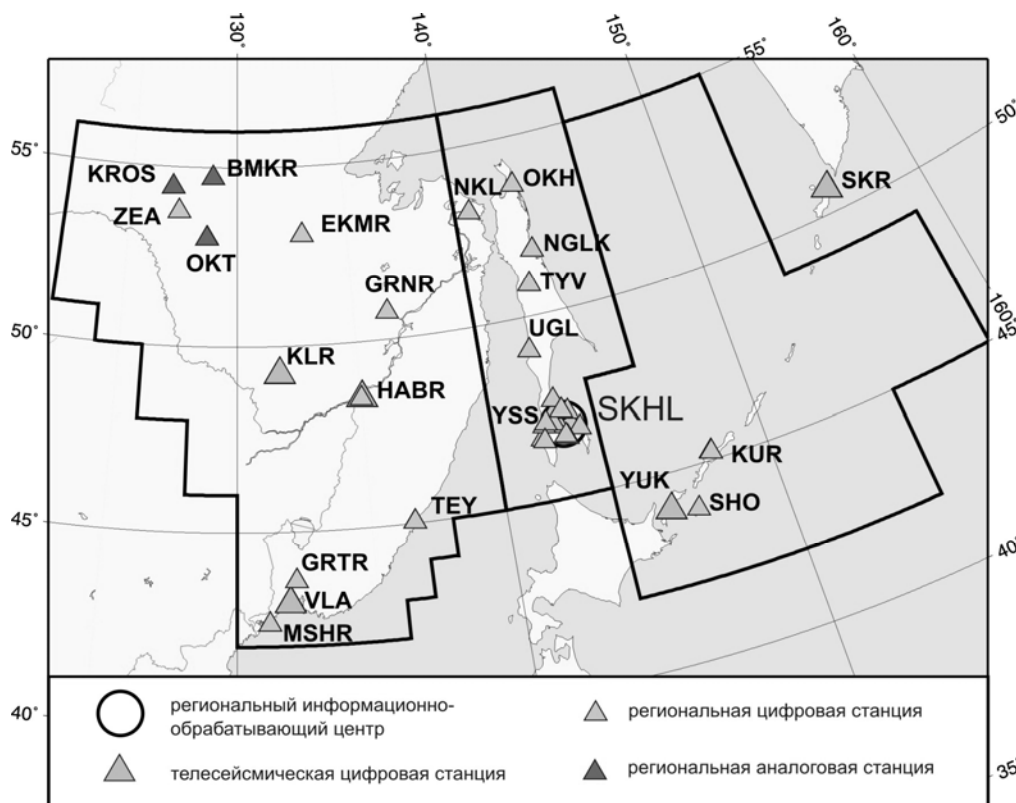 130°
140°
150°
55°
160°
50°
55°
KROS
BMKR
NKL
OKH
SKR
ZEA
EKMR
OKT
NGLK
GRNR
TYV
160°
45°
50°
UGL
KLR
HABR
YSS
SKHL
KUR
YUK
SHO
TEY
45°
40°
GRTR
VLA
MSHR
40°
региональный информационно-
обрабатывающий центр
региональная цифровая станция
телесейсмическая цифровая станция
региональная аналоговая станция
35°